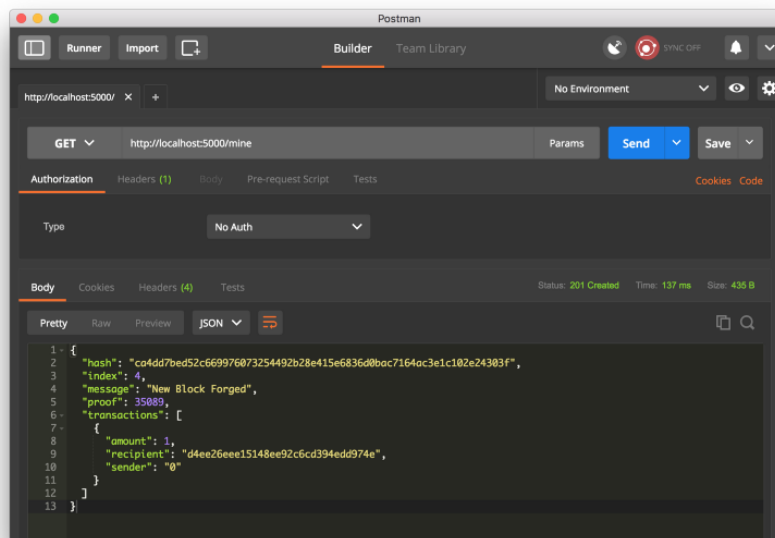 Postman
Runner Import Builder Team Library SYNC OFF
http://localhost:5000/ No Environment
GET http://localhost:5000/mine Params Send Save
Authorization Headers (1) Body Pre-request Script Tests Cookies Code
Type No Auth
Body Cookies Headers (4) Tests Status: 201 Created Time: 137 ms Size: 435 B
Pretty Raw Preview JSON
1 {
2 "hash": "ca4dd7bed52c669976073254492b28e415e6836d0bac7164ac3e1c102e24303f",
3 "index": 4,
4 "message": "New Block Forged",
5 "proof": 35089,
6 "transactions": [
7 {
8 "amount": 1,
9 "recipient": "d4ee26eee15148ee92c6cd394edd974e",
10 "sender": "0"
11 }
12 ]
13 }